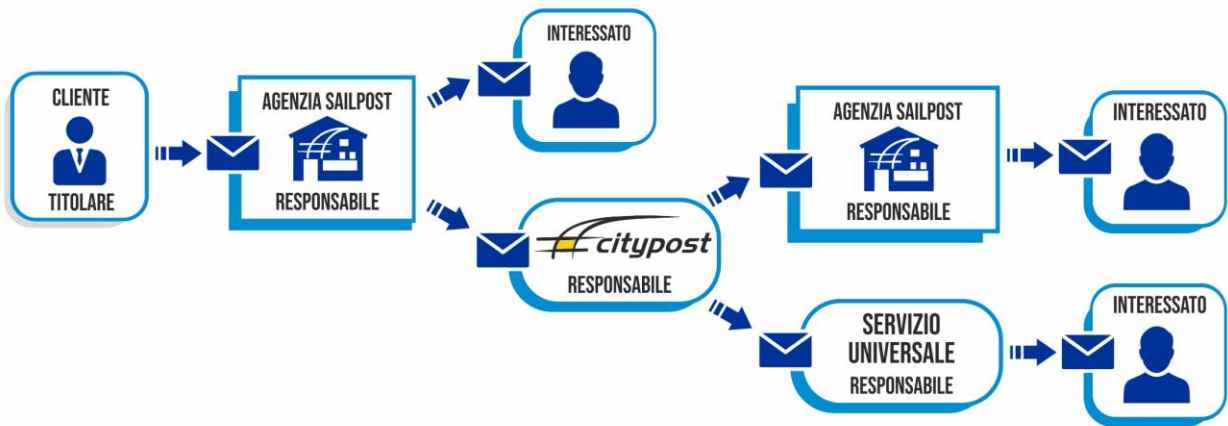 CLIENTE
TITOLARE
AGENZIA SAILPOST
RESPONSABILE
INTERESSATO
citypost
RESPONSABILE
AGENZIA SAILPOST
RESPONSABILE
INTERESSATO
SERVIZIO
UNIVERSALE
RESPONSABILE
INTERESSATO